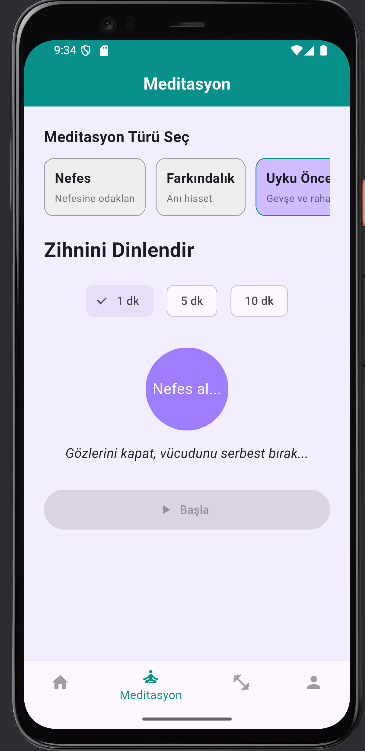 9:34
Meditasyon
Meditasyon Türü Seç
Nefes
Nefesine odaklan
Farkındalık
Anı hisset
Uyku Önce
Gevşe ve raha
Zihnini Dinlendir
1 dk
5 dk
10 dk
Nefes al...
Gözlerini kapat, vücudunu serbest bırak...
Başla
Meditasyon